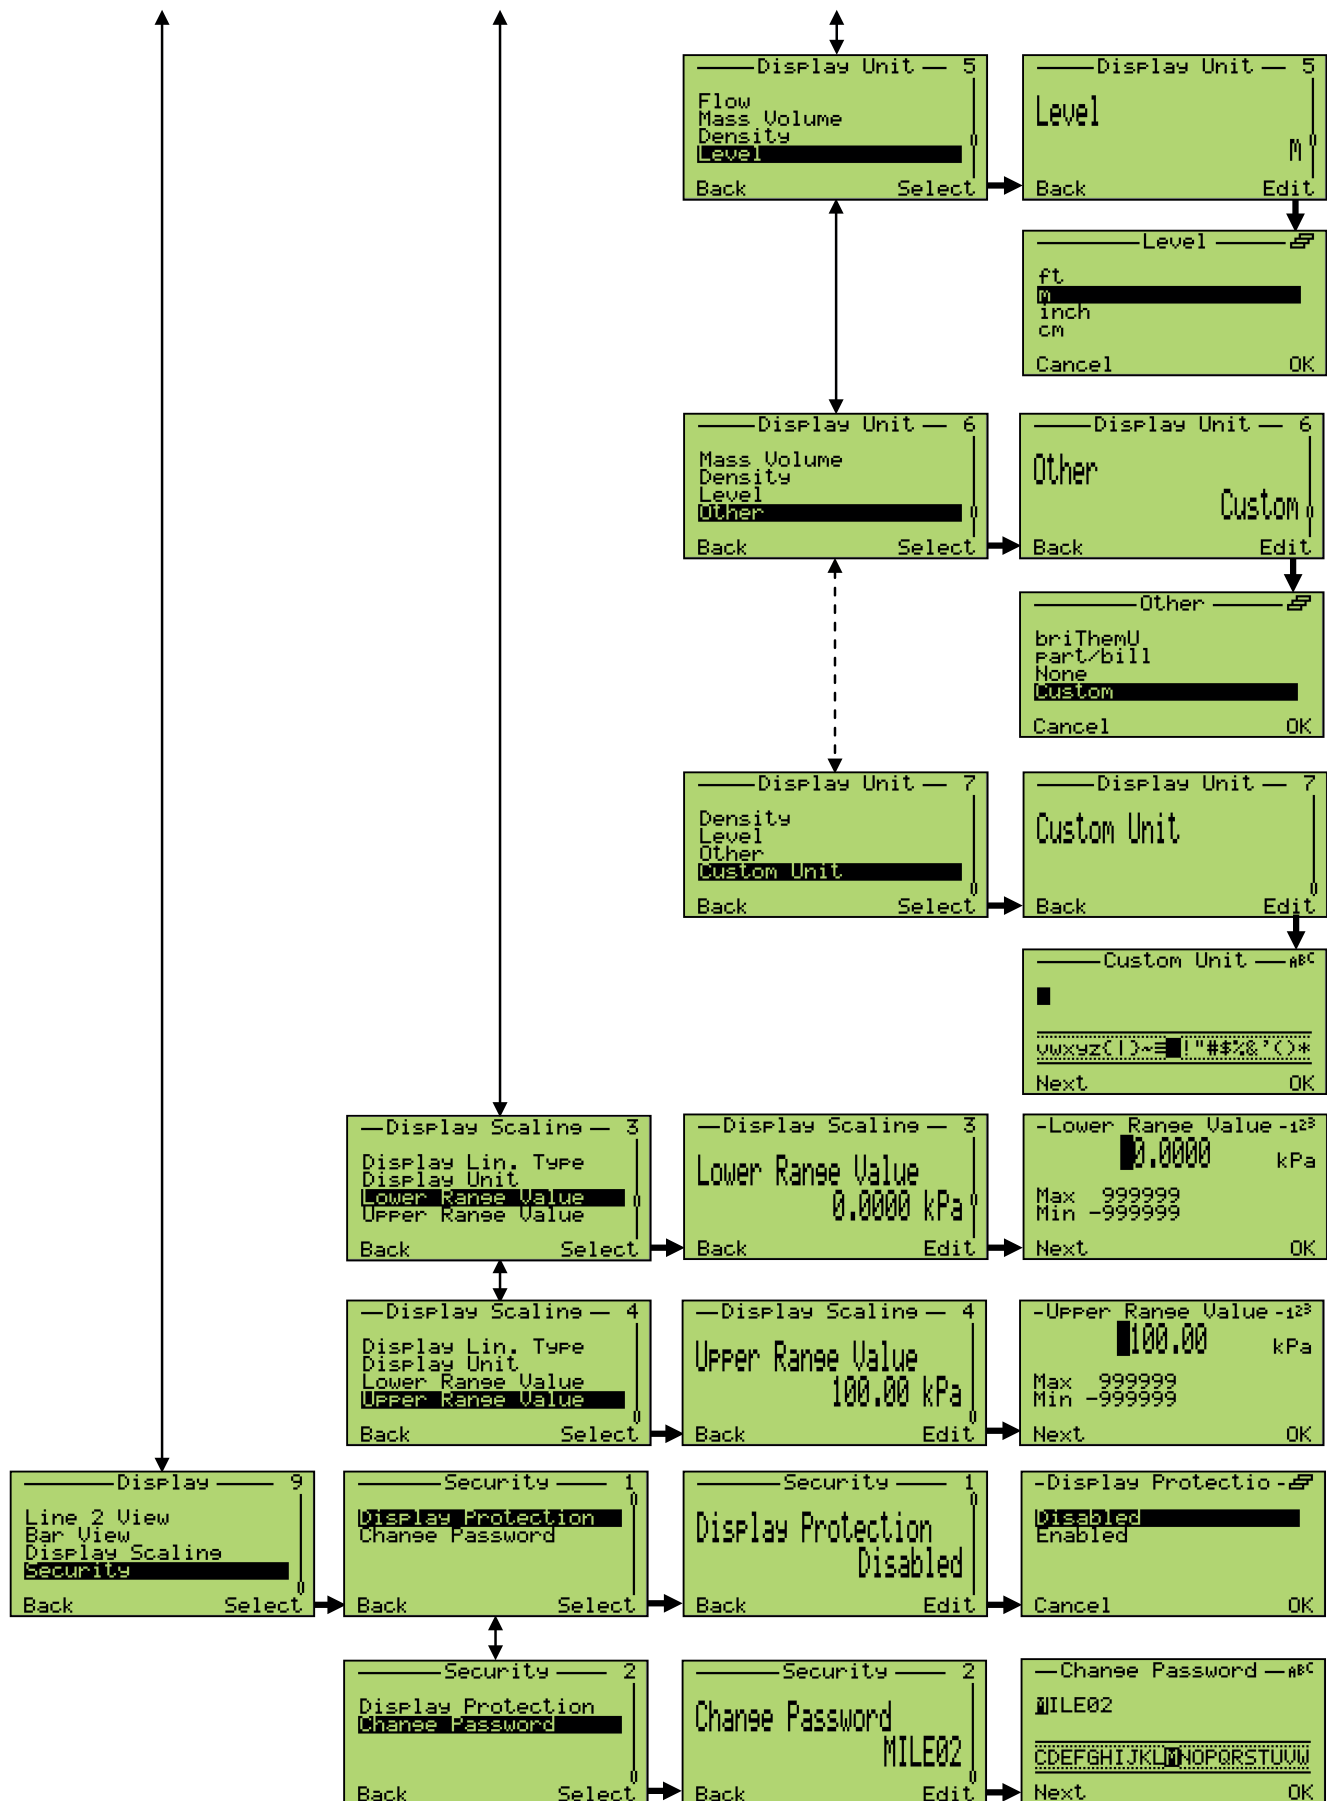 Display Unit 5
Flow
Mass Volume
Density
Level
Back Select
Display Unit 5
Level
m
Back Edit
Level
ft
m
inch
cm
Cancel OK
Display Unit 6
Mass Volume
Density
Level
Other
Back Select
Display Unit 6
Other
Custom
Back Edit
Other
briThemU
part/bill
None
Custom
Cancel OK
Display Unit 7
Density
Level
Other
Custom Unit
Back Select
Display Unit 7
Custom Unit
Back Edit
Custom Unit ABC
vwxyz{|}~ !"#$%&'()*
Next OK
Display Scaling 3
Display Lin. Type
Display Unit
Lower Range Value
Upper Range Value
Back Select
Display Scaling 3
Lower Range Value
0.0000 kPa
Back Edit
-Lower Range Value -123
0.0000 kPa
Max 999999
Min -999999
Next OK
Display Scaling 4
Display Lin. Type
Display Unit
Lower Range Value
Upper Range Value
Back Select
Display Scaling 4
Upper Range Value
100.00 kPa
Back Edit
-Upper Range Value -123
100.00 kPa
Max 999999
Min -999999
Next OK
Display 9
Line 2 View
Bar View
Display Scaling
Security
Back Select
Security 1
Display Protection
Change Password
Back Select
Security 1
Display Protection
Disabled
Back Edit
-Display Protectio-
Disabled
Enabled
Cancel OK
Security 2
Display Protection
Change Password
Back Select
Security 2
Change Password
MILE02
Back Edit
Change Password ABC
MILE02
CDEFGHIJKLMNOPQRSTUVW
Next OK